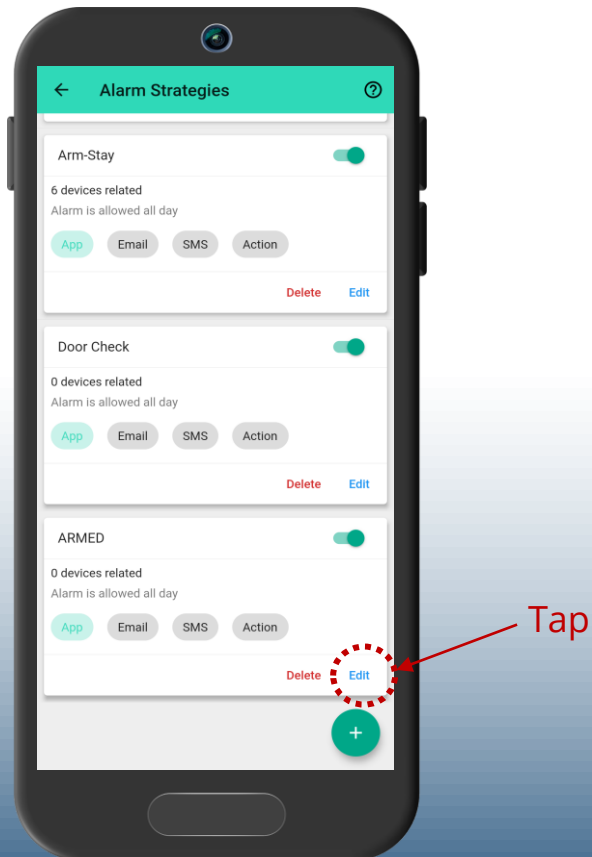 Alarm Strategies
Arm-Stay
6 devices related
Alarm is allowed all day
App Email SMS Action
Delete Edit
Door Check
0 devices related
Alarm is allowed all day
App Email SMS Action
Delete Edit
ARMED
0 devices related
Alarm is allowed all day
App Email SMS Action
Delete Edit
Tap